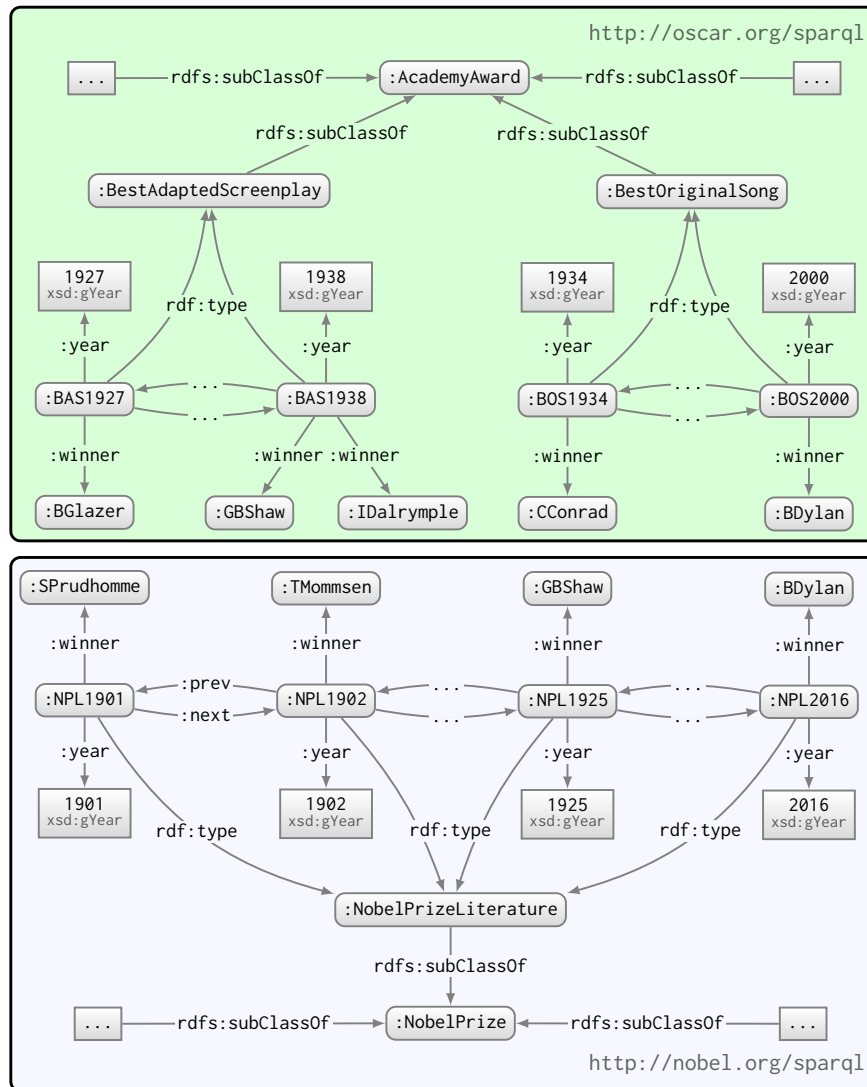 http://oscar.org/sparql
... rdfs:subClassOf :AcademyAward rdfs:subClassOf ...
rdfs:subClassOf rdfs:subClassOf
:BestAdaptedScreenplay :BestOriginalSong
1927 1938 1934 2000
xsd:gYear xsd:gYear xsd:gYear xsd:gYear
rdf:type rdf:type
:year :year :year :year
... ...
:BAS1927 :BAS1938 :BOS1934 :BOS2000
... ...
:winner :winner :winner :winner :winner
:BGlazer :GBShaw :IDalrymple :CConrad :BDylan
:SPrudhomme :TMommsen :GBShaw :BDylan
:winner :winner :winner :winner
:prev ... ...
:NPL1901 :NPL1902 :NPL1925 :NPL2016
:next ... ...
:year :year :year :year
1901 1902 1925 2016
xsd:gYear xsd:gYear xsd:gYear xsd:gYear
rdf:type rdf:type rdf:type
:NobelPrizeLiterature
rdfs:subClassOf
... rdfs:subClassOf :NobelPrize rdfs:subClassOf ...
http://nobel.org/sparql